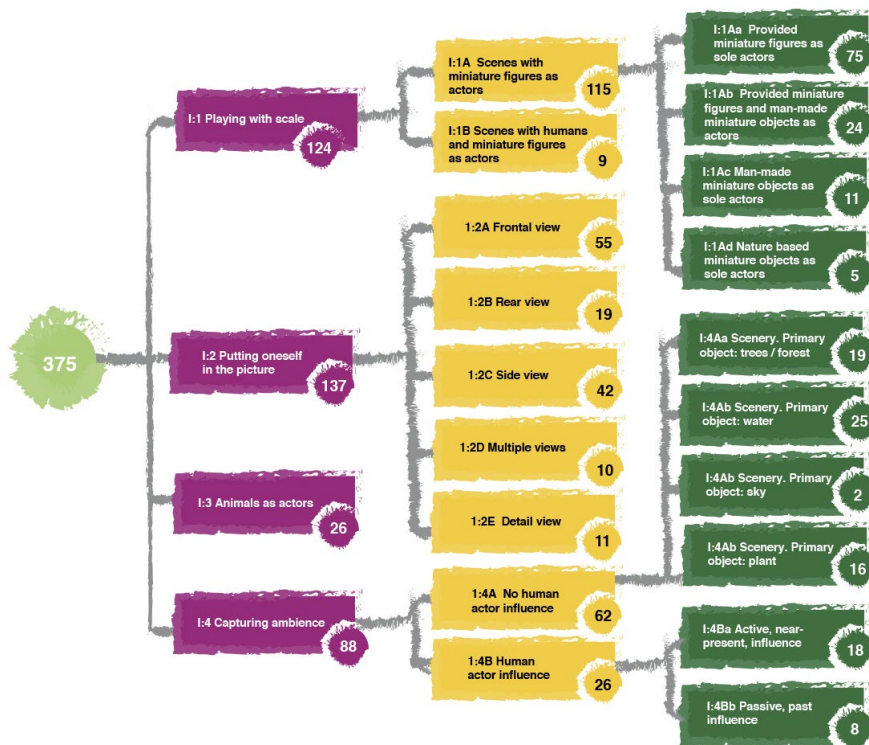 375
I:1 Playing with scale
124
I:2 Putting oneself
in the picture
137
I:3 Animals as actors
26
I:4 Capturing ambience
88
I:1A Scenes with
miniature figures as
actors
115
I:1B Scenes with humans
and miniature figures
as actors
9
1:2A Frontal view
55
1:2B Rear view
19
1:2C Side view
42
1:2D Multiple views
10
1:2E Detail view
11
1:4A No human
actor influence
62
1:4B Human
actor influence
26
I:1Aa Provided
miniature figures as
sole actors
75
I:1Ab Provided miniature
figures and man-made
miniature objects as
actors
24
I:1Ac Man-made
miniature objects as
sole actors
11
I:1Ad Nature based
miniature objects as
sole actors
5
I:4Aa Scenery. Primary
object: trees / forest
19
I:4Ab Scenery. Primary
object: water
25
I:4Ab Scenery. Primary
object: sky
2
I:4Ab Scenery. Primary
object: plant
16
I:4Ba Active, near-
present, influence
18
I:4Bb Passive, past
influence
8